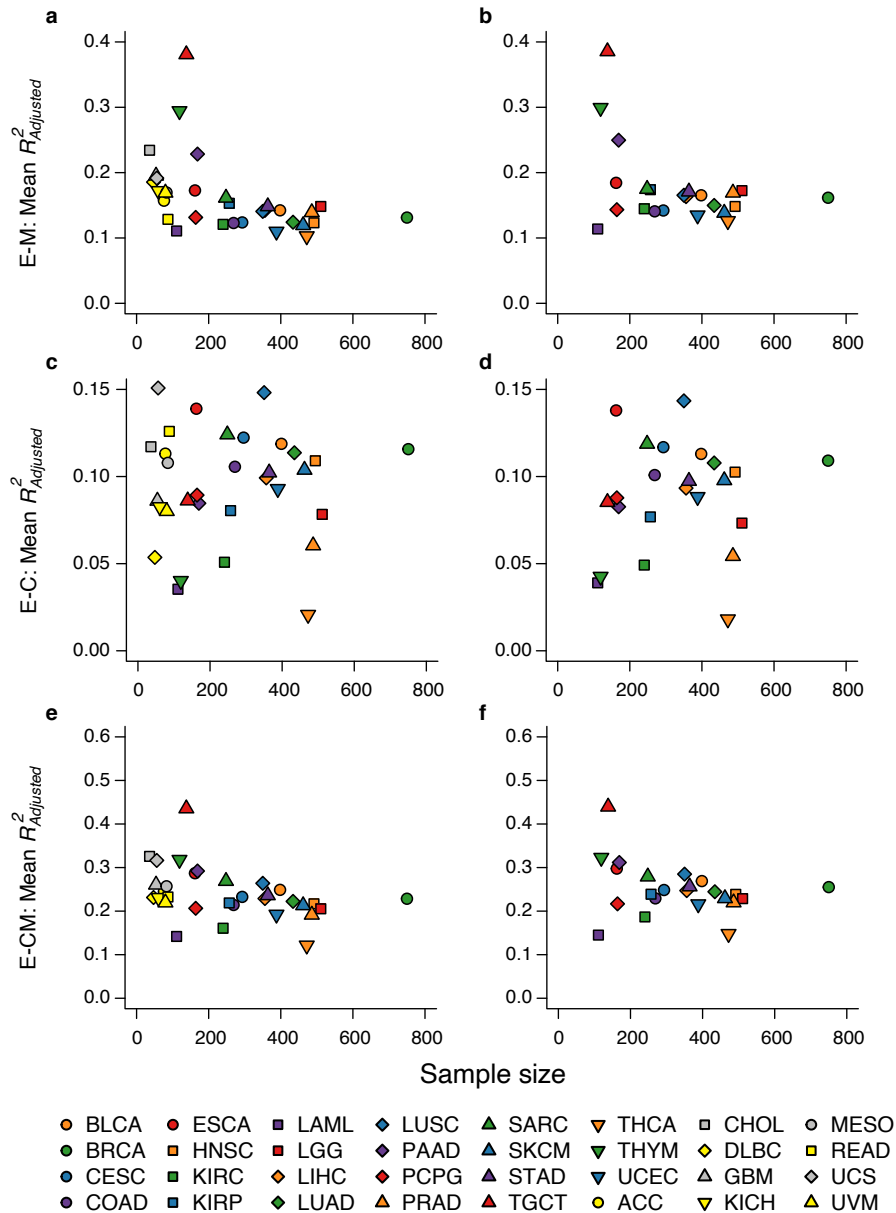 a
b
E-M: Mean R²Adjusted
0.4
0.3
0.2
0.1
0.0
0 200 400 600 800
0.4
0.3
0.2
0.1
0.0
0 200 400 600 800
c
d
E-C: Mean R²Adjusted
0.15
0.10
0.05
0.00
0 200 400 600 800
0.15
0.10
0.05
0.00
0 200 400 600 800
e
f
E-CM: Mean R²Adjusted
0.6
0.5
0.4
0.3
0.2
0.1
0.0
0 200 400 600 800
0.6
0.5
0.4
0.3
0.2
0.1
0.0
0 200 400 600 800
Sample size
BLCA ESCA LAML LUSC SARC THCA CHOL MESO
BRCA HNSC LGG PAAD SKCM THYM DLBC READ
CESC KIRC LIHC PCPG STAD UCEC GBM UCS
COAD KIRP LUAD PRAD TGCT ACC KICH UVM